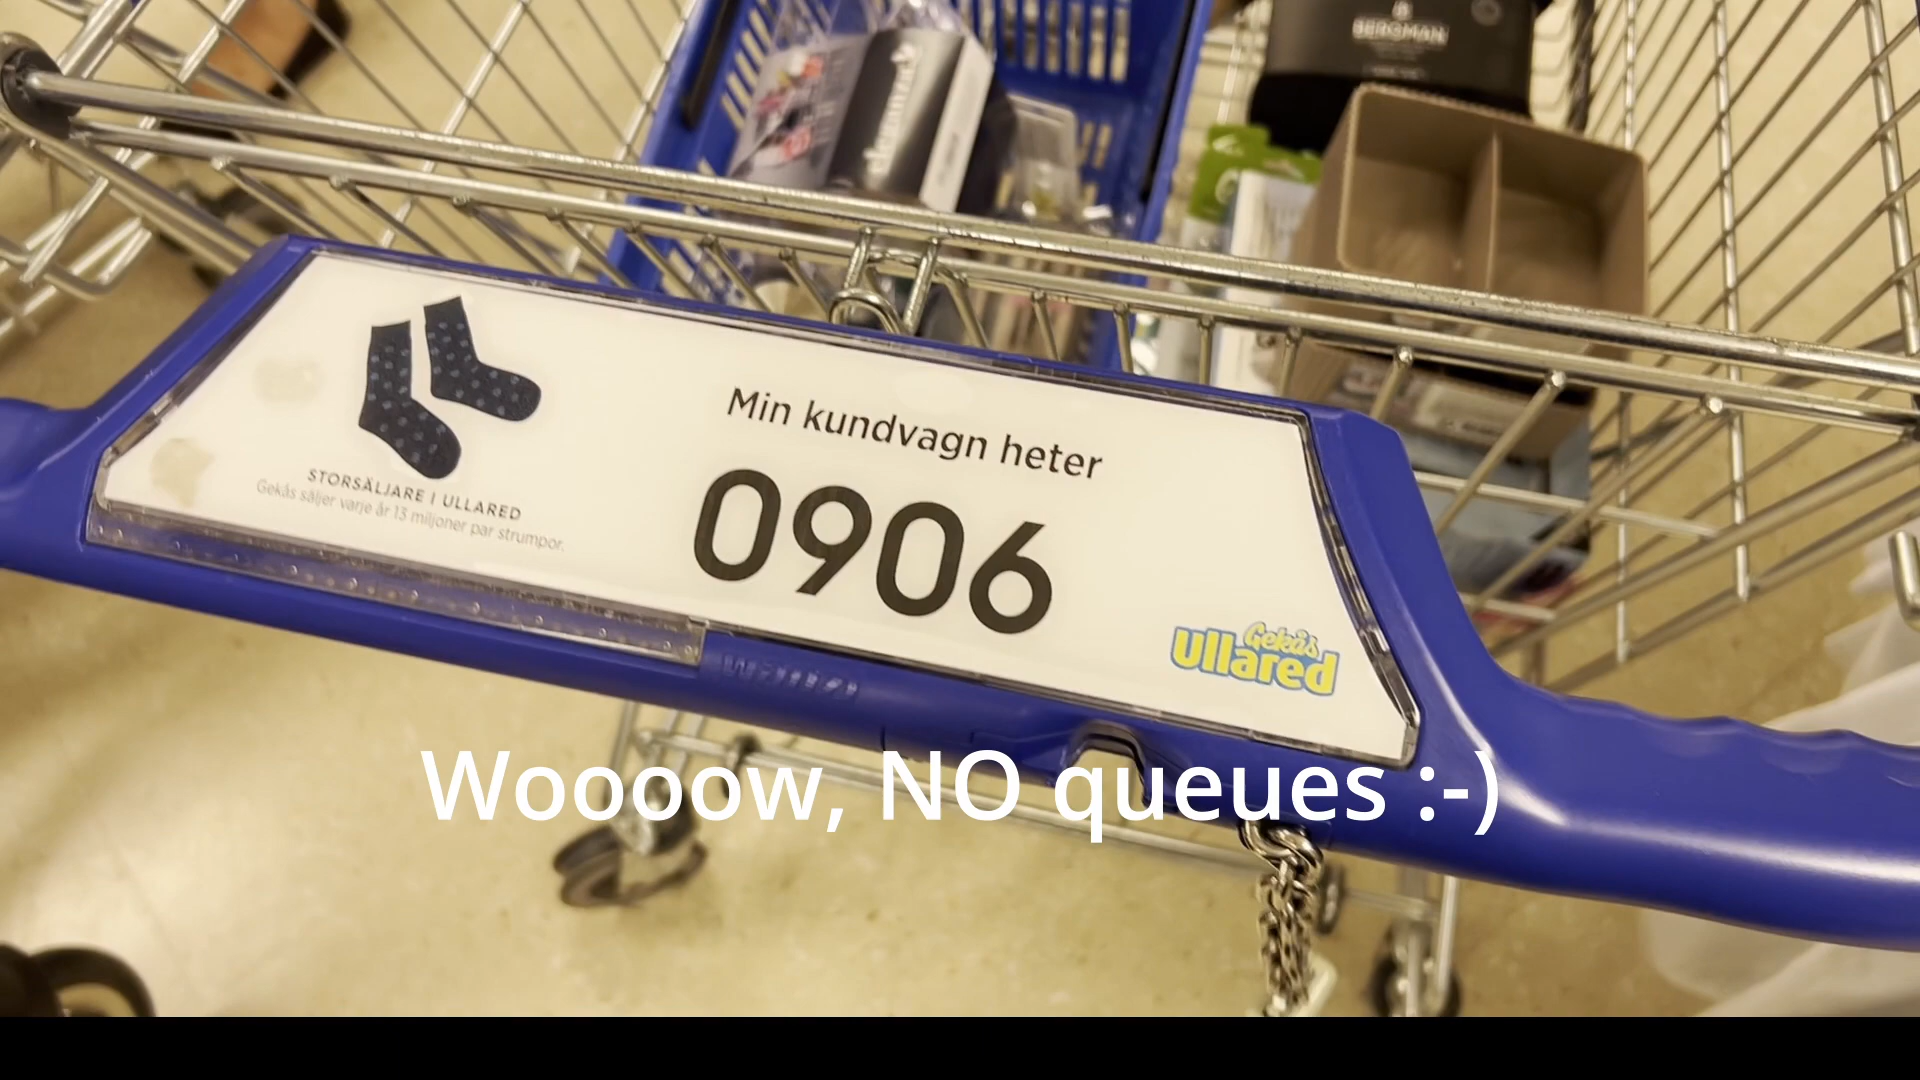 BERGMAN
Min kundvagn heter
0906
STORSÄLJARE I ULLARED
Gekås säljer varje år 13 miljoner par strumpor.
Gekås
Ullared
Woooow, NO queues :-)